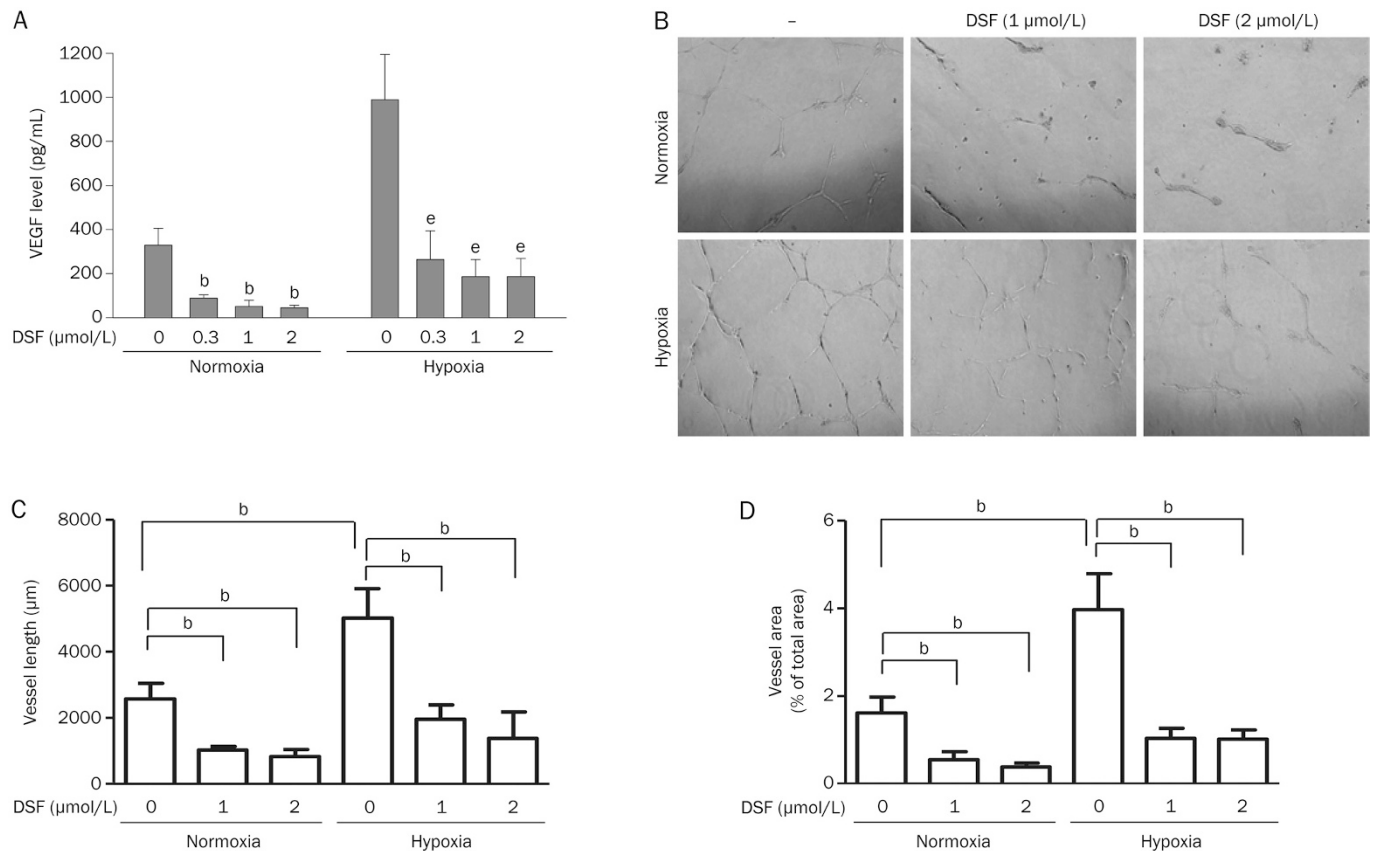 A
1200
1000
800
600
400
200
0
VEGF level (pg/mL)
b
b
b
e
e
e
DSF (µmol/L)
0 0.3 1 2
0 0.3 1 2
Normoxia
Hypoxia
B
–
DSF (1 µmol/L)
DSF (2 µmol/L)
Normoxia
Hypoxia
C
8000
6000
4000
2000
0
Vessel length (µm)
b
b
b
b
b
DSF (µmol/L)
0 1 2
0 1 2
Normoxia
Hypoxia
D
6
4
2
0
Vessel area
(% of total area)
b
b
b
b
b
DSF (µmol/L)
0 1 2
0 1 2
Normoxia
Hypoxia